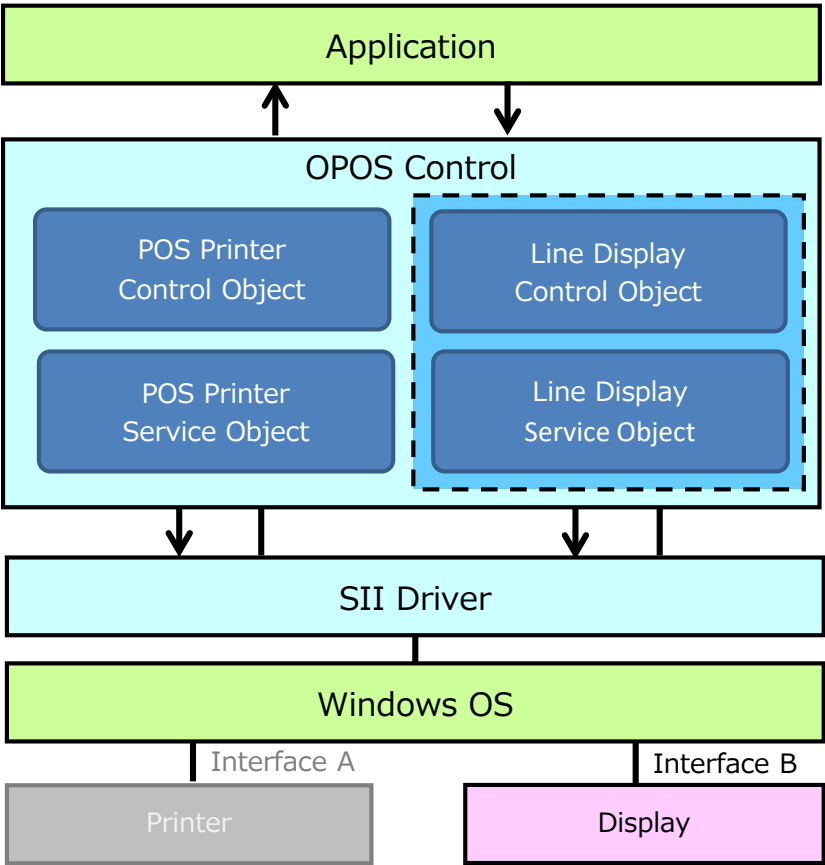 Application
OPOS Control
POS Printer
Control Object
Line Display
Control Object
POS Printer
Service Object
Line Display
Service Object
SII Driver
Windows OS
Interface A
Interface B
Printer
Display